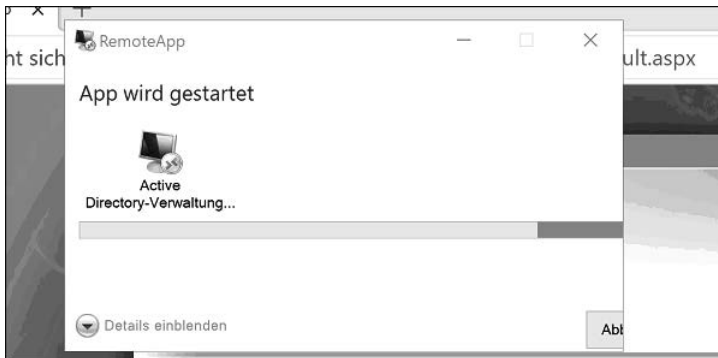 RemoteApp
ht sich
ult.aspx
App wird gestartet
Active
Directory-Verwaltung...
Details einblenden
Abb